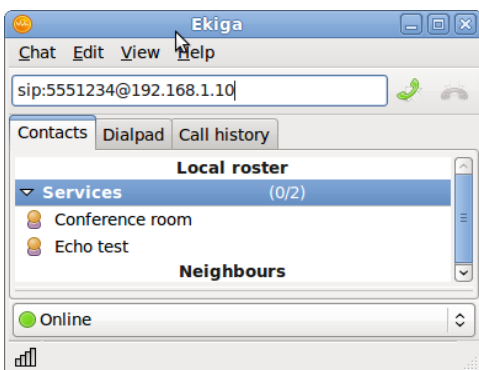 Ekiga
Chat Edit View Help
sip:5551234@192.168.1.10
Contacts Dialpad Call history
Local roster
Services (0/2)
Conference room
Echo test
Neighbours
Online